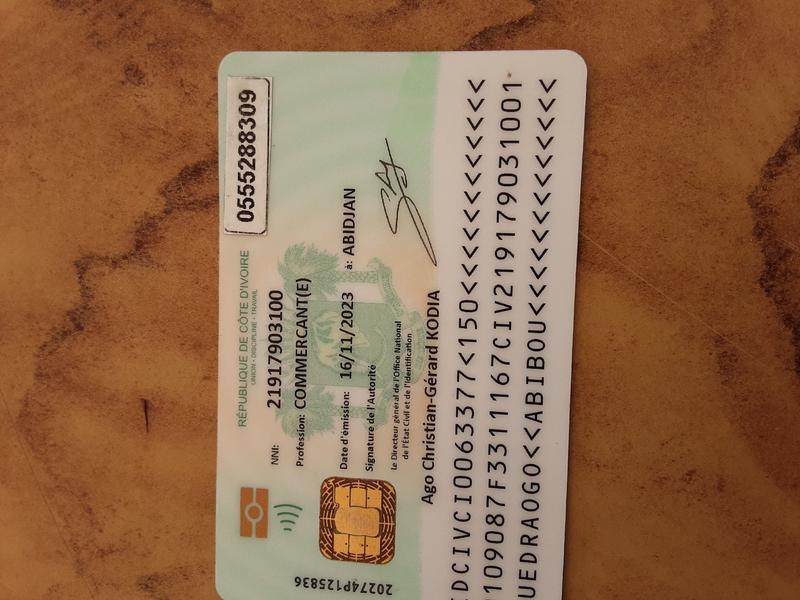 0555288309
RÉPUBLIQUE DE CÔTE D'IVOIRE
UNION - DISCIPLINE - TRAVAIL
NNI: 21917903100
Profession: COMMERCANT(E)
Date d'émission: 16/11/2023 à: ABIDJAN
Signature de l'Autorité
Le Directeur général de l'Office National
de l'Etat Civil et de l'Identification
Ago Christian-Gérard KODIA
20274P125836
DCIVCI0063377<150<<<<<<<<<<<<<<
109087F3311167CIV219179031001
UEDRAOGO<<ABIBOU<<<<<<<<<<<<<